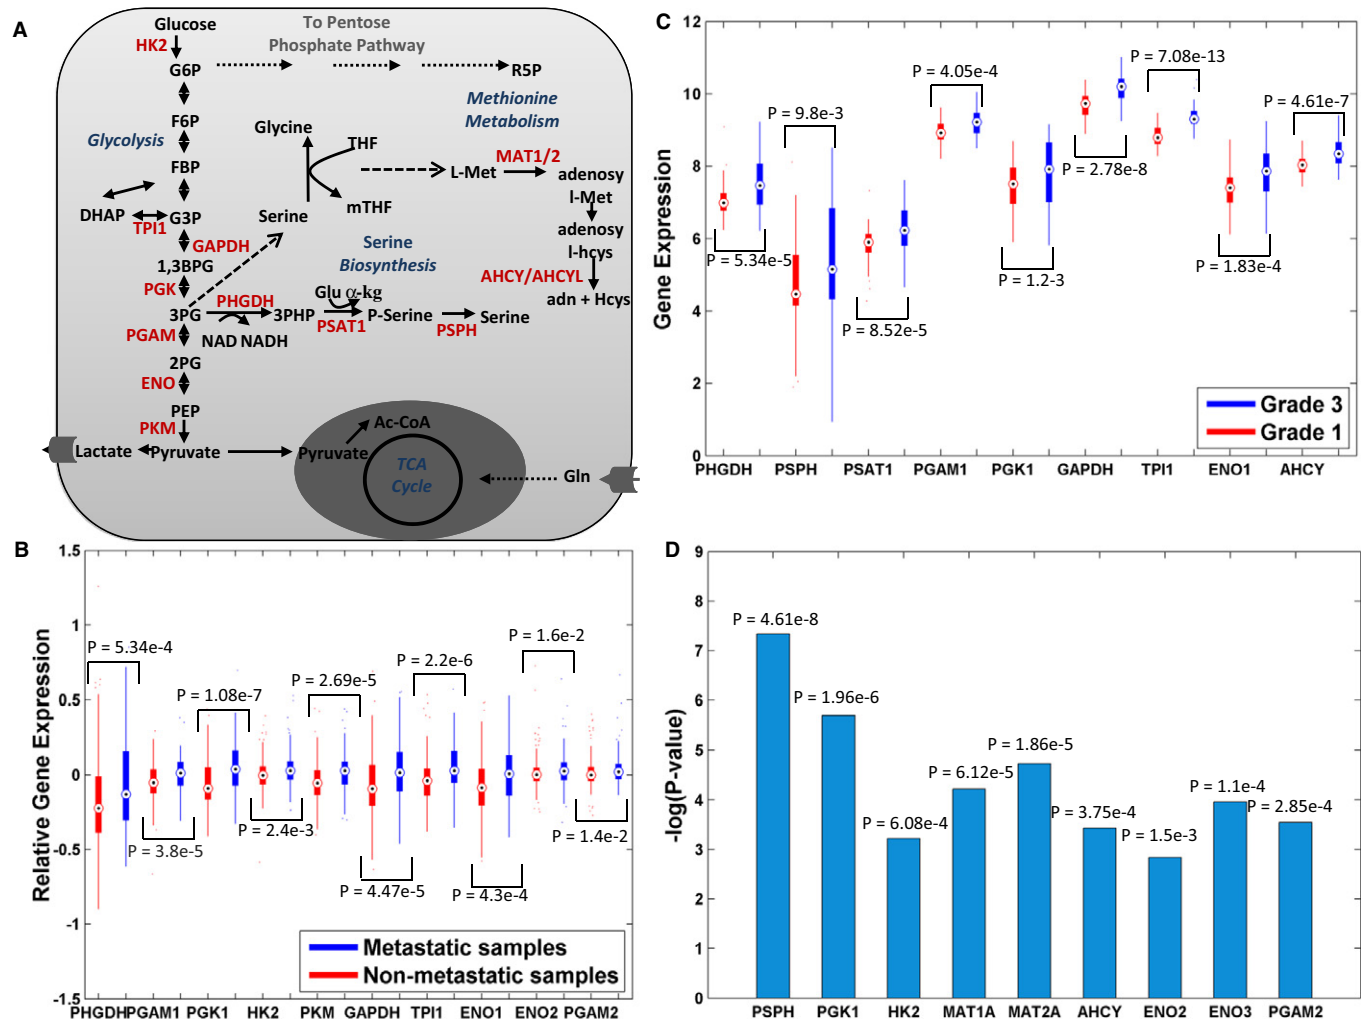 A
Glucose
HK2
To Pentose
Phosphate Pathway
G6P
R5P
Methionine
Metabolism
F6P
Glycine
Glycolysis
THF
MAT1/2
FBP
L-Met
adenosy
l-Met
DHAP
G3P
TPI1
Serine
mTHF
adenosy
l-hcys
GAPDH
Serine
Biosynthesis
1,3BPG
AHCY/AHCYL
PGK
PHGDH
Glu α-kg
adn + Hcys
3PG
3PHP
P-Serine
Serine
PGAM
PSAT1
PSPH
NAD NADH
2PG
ENO
PEP
PKM
Ac-CoA
Lactate
Pyruvate
Pyruvate
TCA
Cycle
Gln
B
1.5
1
0.5
0
-0.5
-1
-1.5
Relative Gene Expression
P = 5.34e-4
P = 3.8e-5
P = 1.08e-7
P = 2.4e-3
P = 2.69e-5
P = 4.47e-5
P = 2.2e-6
P = 4.3e-4
P = 1.6e-2
P = 1.4e-2
Metastatic samples
Non-metastatic samples
PHGDH PGAM1 PGK1 HK2 PKM GAPDH TPI1 ENO1 ENO2 PGAM2
C
12
10
8
6
4
2
0
Gene Expression
P = 5.34e-5
P = 9.8e-3
P = 8.52e-5
P = 4.05e-4
P = 1.2-3
P = 2.78e-8
P = 7.08e-13
P = 1.83e-4
P = 4.61e-7
Grade 3
Grade 1
PHGDH PSPH PSAT1 PGAM1 PGK1 GAPDH TPI1 ENO1 AHCY
D
9
8
7
6
5
4
3
2
1
0
-log(P-value)
P = 4.61e-8
P = 1.96e-6
P = 6.08e-4
P = 6.12e-5
P = 1.86e-5
P = 3.75e-4
P = 1.5e-3
P = 1.1e-4
P = 2.85e-4
PSPH PGK1 HK2 MAT1A MAT2A AHCY ENO2 ENO3 PGAM2